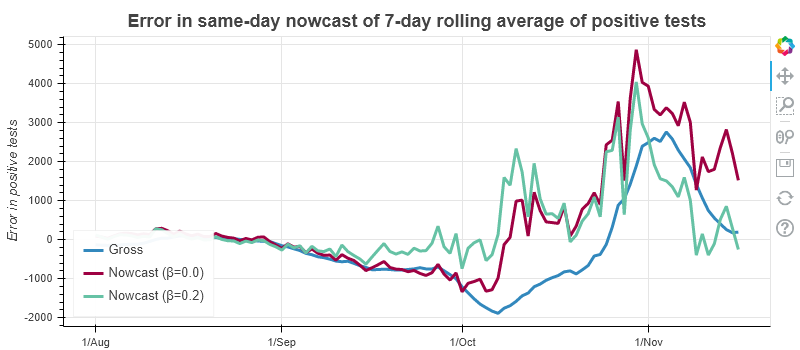 Error in same-day nowcast of 7-day rolling average of positive tests
Error in positive tests
5000
4000
3000
2000
1000
0
-1000
-2000
Gross
Nowcast (β=0.0)
Nowcast (β=0.2)
1/Aug
1/Sep
1/Oct
1/Nov